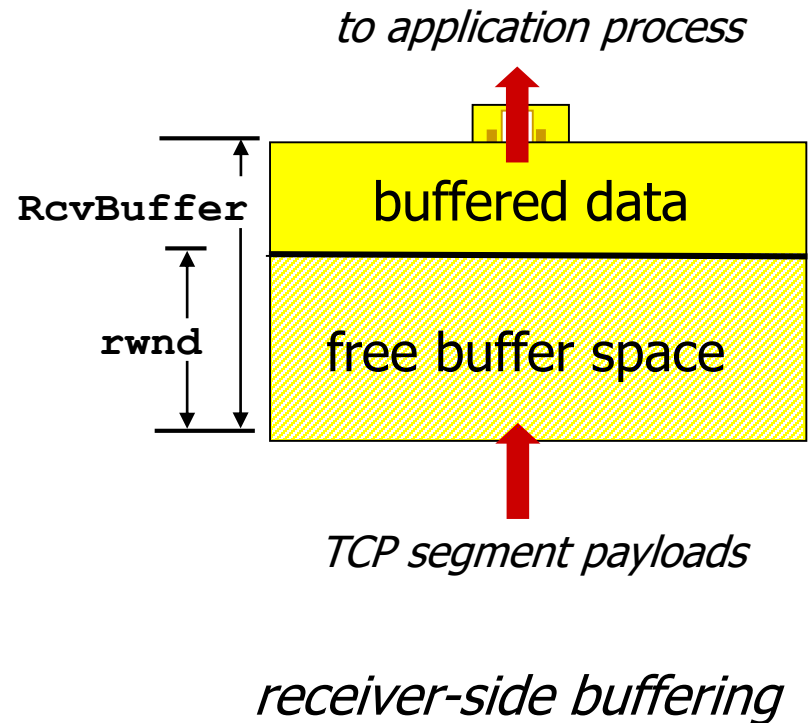 to application process
RcvBuffer
buffered data
rwnd
free buffer space
TCP segment payloads
receiver-side buffering